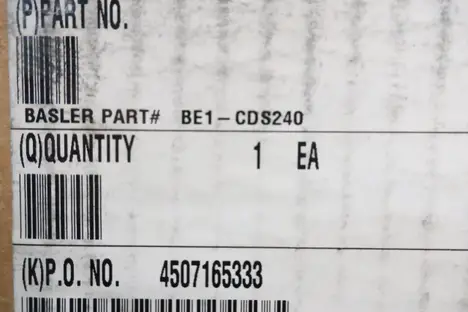 (P)PART NO.
BASLER PART# BE1-CDS240
(Q)QUANTITY 1 EA
(K)P.O. NO. 4507165333